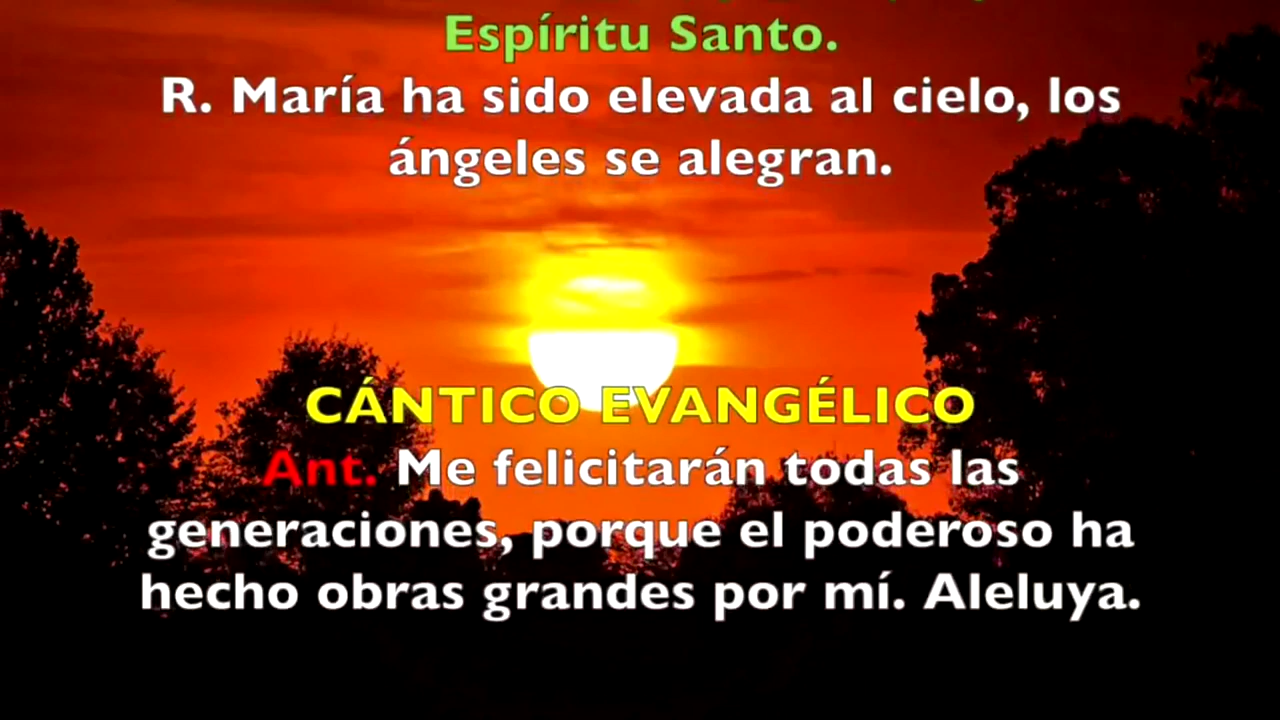 Espíritu Santo.
R. María ha sido elevada al cielo, los
ángeles se alegran.
CÁNTICO EVANGÉLICO
Ant. Me felicitarán todas las
generaciones, porque el poderoso ha
hecho obras grandes por mí. Aleluya.